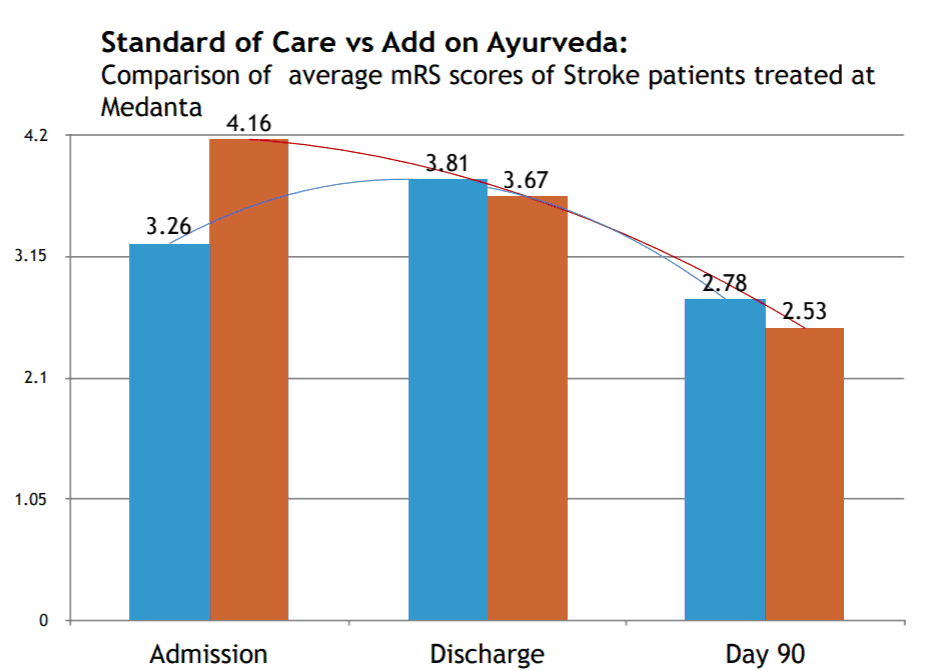 Standard of Care vs Add on Ayurveda:
Comparison of  average mRS scores of Stroke patients treated at
Medanta
4.16
4.2
3.81
3.67
3.26
3.15
2.78
2.53
2.1
1.05
0
Admission
Discharge
Day 90